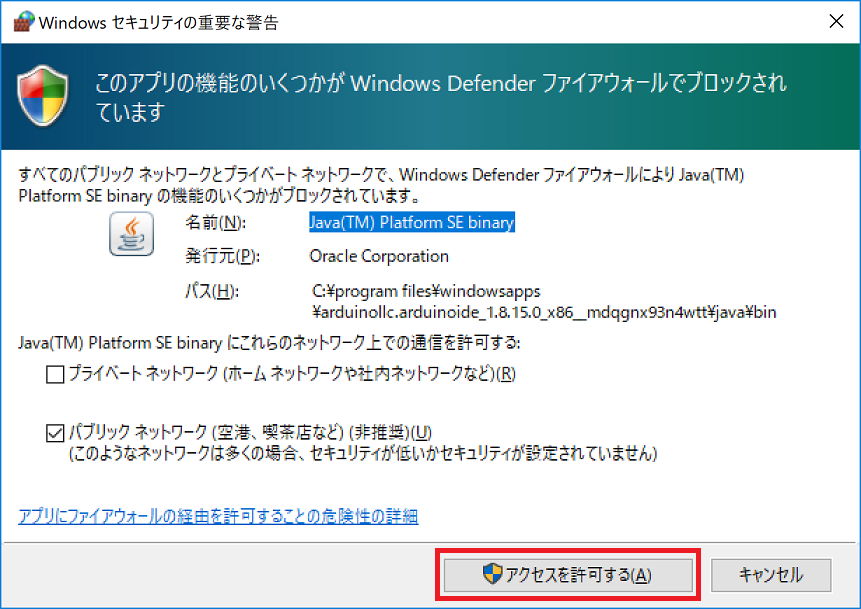 Windows セキュリティの重要な警告
このアプリの機能のいくつかが Windows Defender ファイアウォールでブロックされ
ています
すべてのパブリック ネットワークとプライベート ネットワークで、Windows Defender ファイアウォールにより Java(TM)
Platform SE binary の機能のいくつかがブロックされています。
名前(N): Java(TM) Platform SE binary
発行元(P): Oracle Corporation
パス(H): C:¥program files¥windowsapps
¥arduinollc.arduinoide_1.8.15.0_x86__mdqgnx93n4wtt¥java¥bin
Java(TM) Platform SE binary にこれらのネットワーク上での通信を許可する:
プライベート ネットワーク (ホーム ネットワークや社内ネットワークなど)(R)
パブリック ネットワーク (空港、喫茶店など) (非推奨)(U)
(このようなネットワークは多くの場合、セキュリティが低いかセキュリティが設定されていません)
アプリにファイアウォールの経由を許可することの危険性の詳細
アクセスを許可する(A) キャンセル